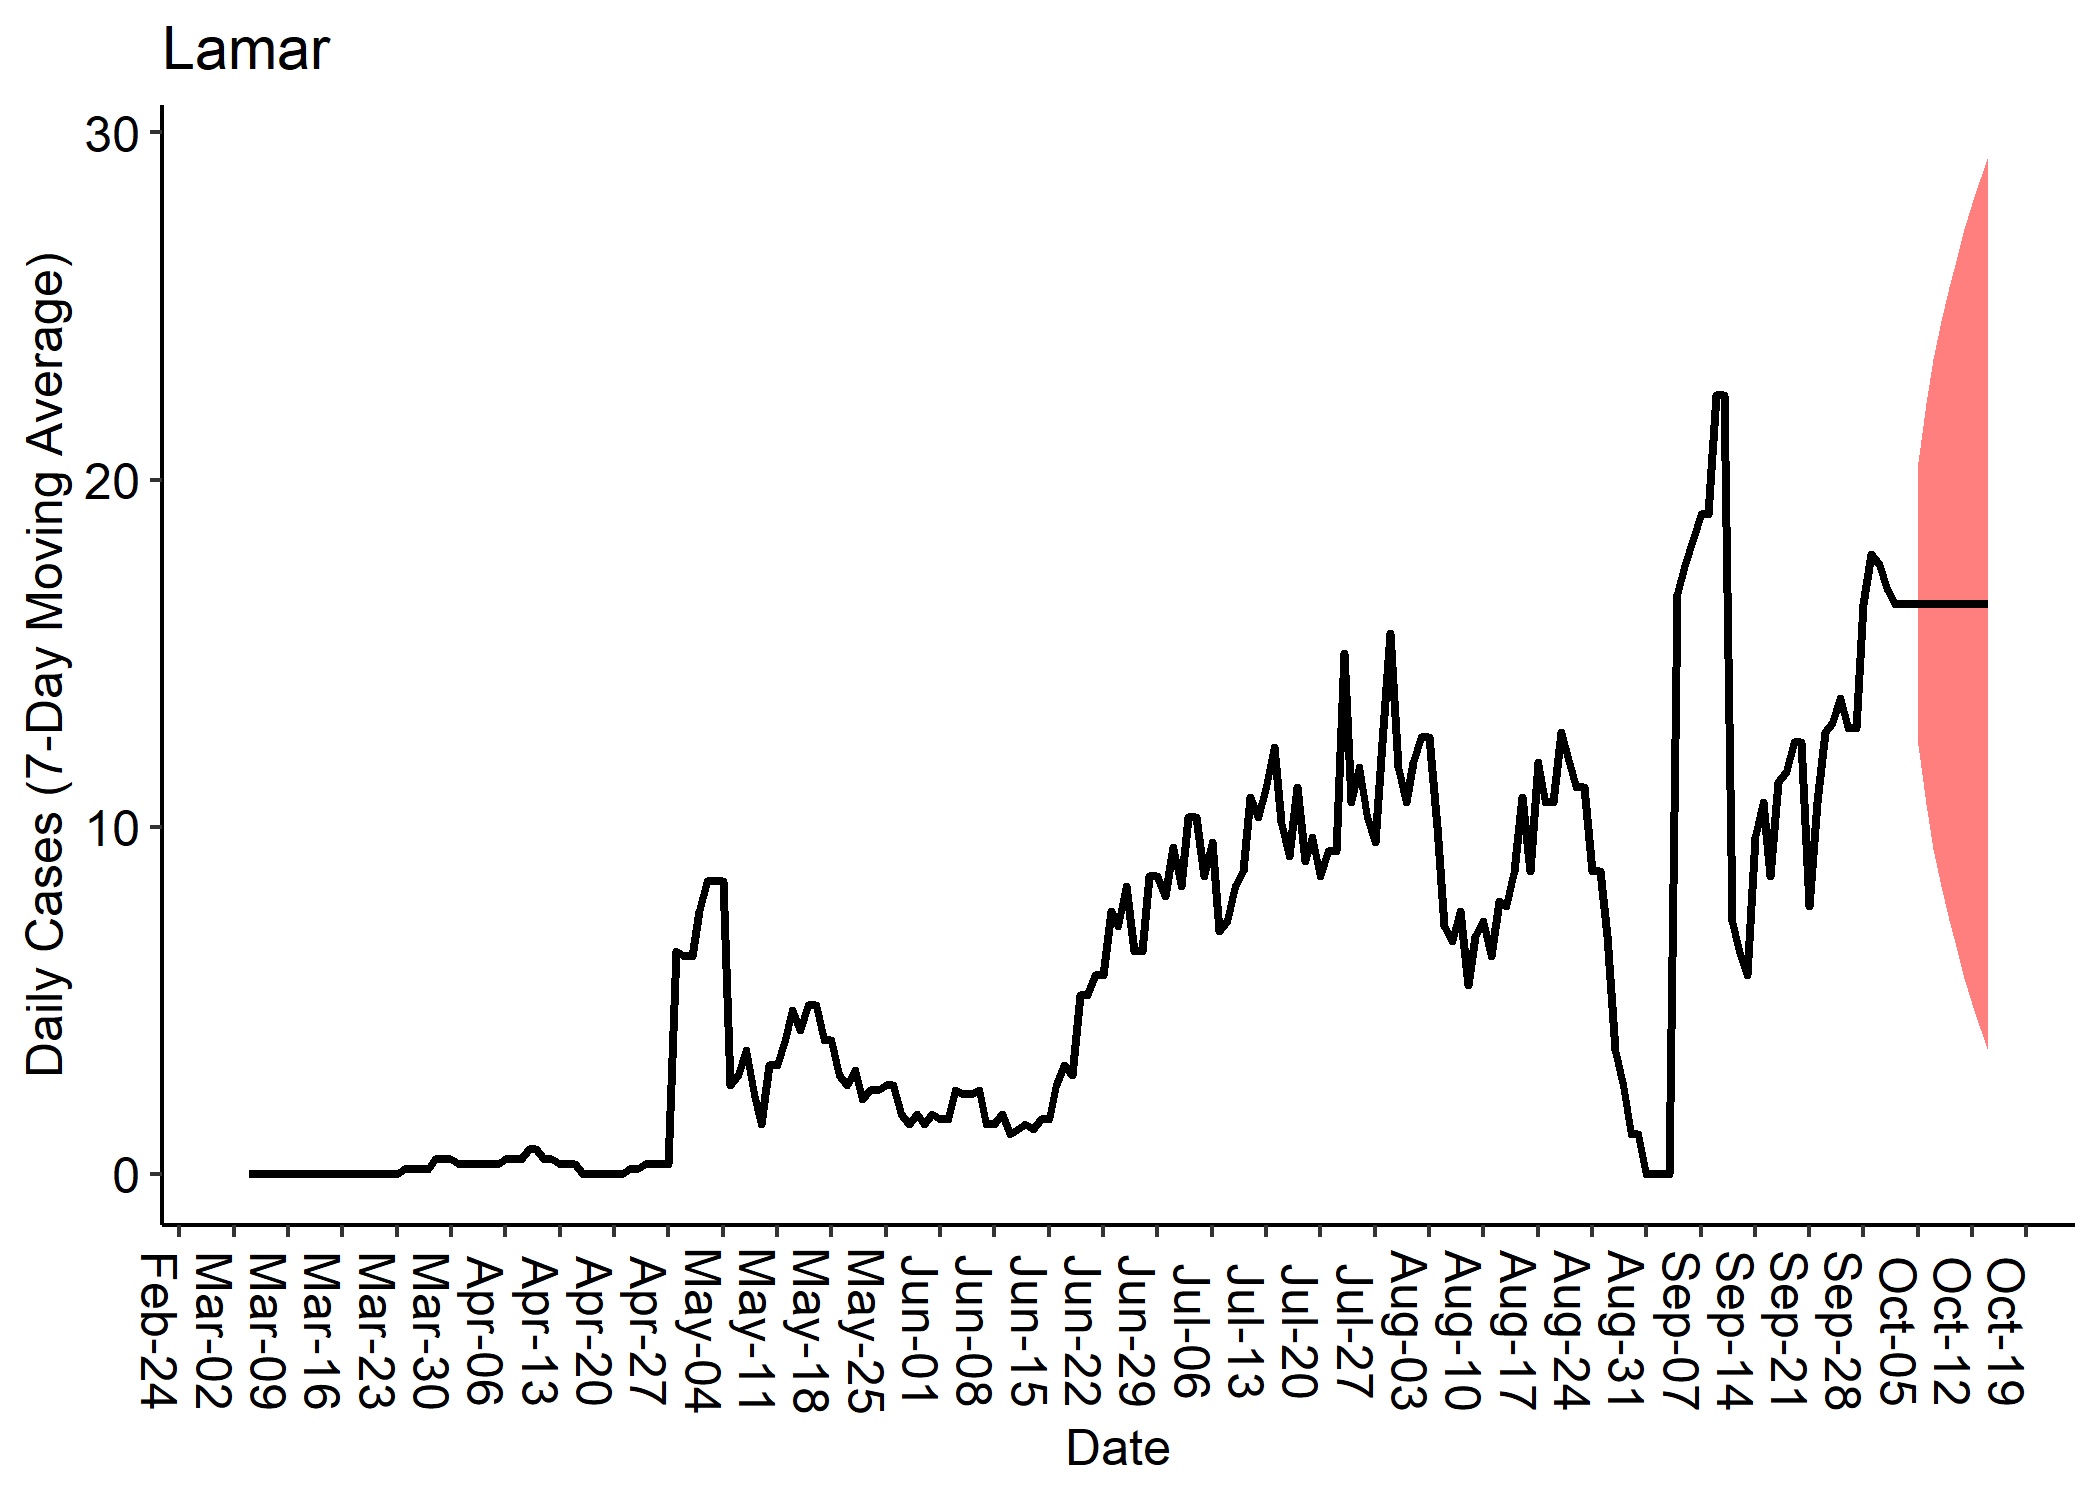 Lamar
Daily Cases (7-Day Moving Average)
30
20
10
0
Feb-24
Mar-02
Mar-09
Mar-16
Mar-23
Mar-30
Apr-06
Apr-13
Apr-20
Apr-27
May-04
May-11
May-18
May-25
Jun-01
Jun-08
Jun-15
Jun-22
Jun-29
Jul-06
Jul-13
Jul-20
Jul-27
Aug-03
Aug-10
Aug-17
Aug-24
Aug-31
Sep-07
Sep-14
Sep-21
Sep-28
Oct-05
Oct-12
Oct-19
Date